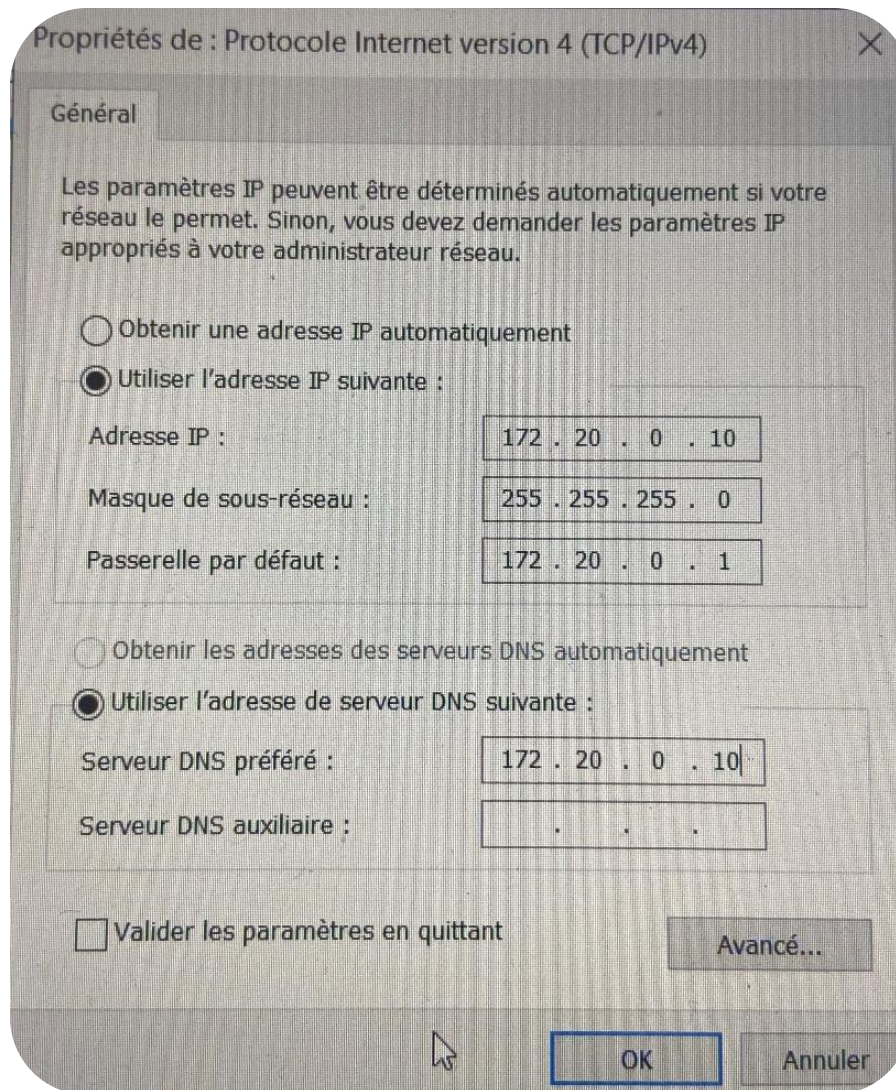 Propriétés de : Protocole Internet version 4 (TCP/IPv4)
Général
Les paramètres IP peuvent être déterminés automatiquement si votre
réseau le permet. Sinon, vous devez demander les paramètres IP
appropriés à votre administrateur réseau.
Obtenir une adresse IP automatiquement
Utiliser l'adresse IP suivante :
Adresse IP : 172 . 20 . 0 . 10
Masque de sous-réseau : 255 . 255 . 255 . 0
Passerelle par défaut : 172 . 20 . 0 . 1
Obtenir les adresses des serveurs DNS automatiquement
Utiliser l'adresse de serveur DNS suivante :
Serveur DNS préféré : 172 . 20 . 0 . 10
Serveur DNS auxiliaire : . . .
Valider les paramètres en quittant
Avancé...
OK Annuler